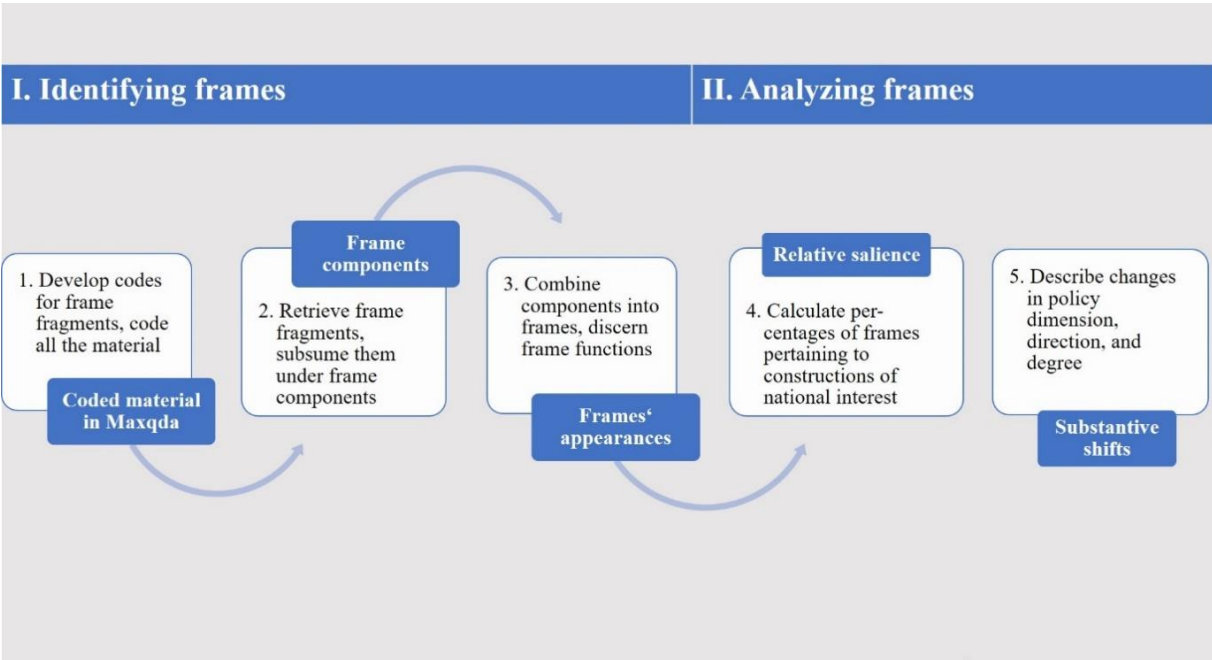 I. Identifying frames
II. Analyzing frames
1. Develop codes
for frame
fragments, code
all the material
Coded material
in Maxqda
Frame
components
2. Retrieve frame
fragments,
subsume them
under frame
components
3. Combine
components into
frames, discern
frame functions
Frames‘
appearances
Relative salience
4. Calculate per-
centages of frames
pertaining to
constructions of
national interest
5. Describe changes
in policy
dimension,
direction, and
degree
Substantive
shifts